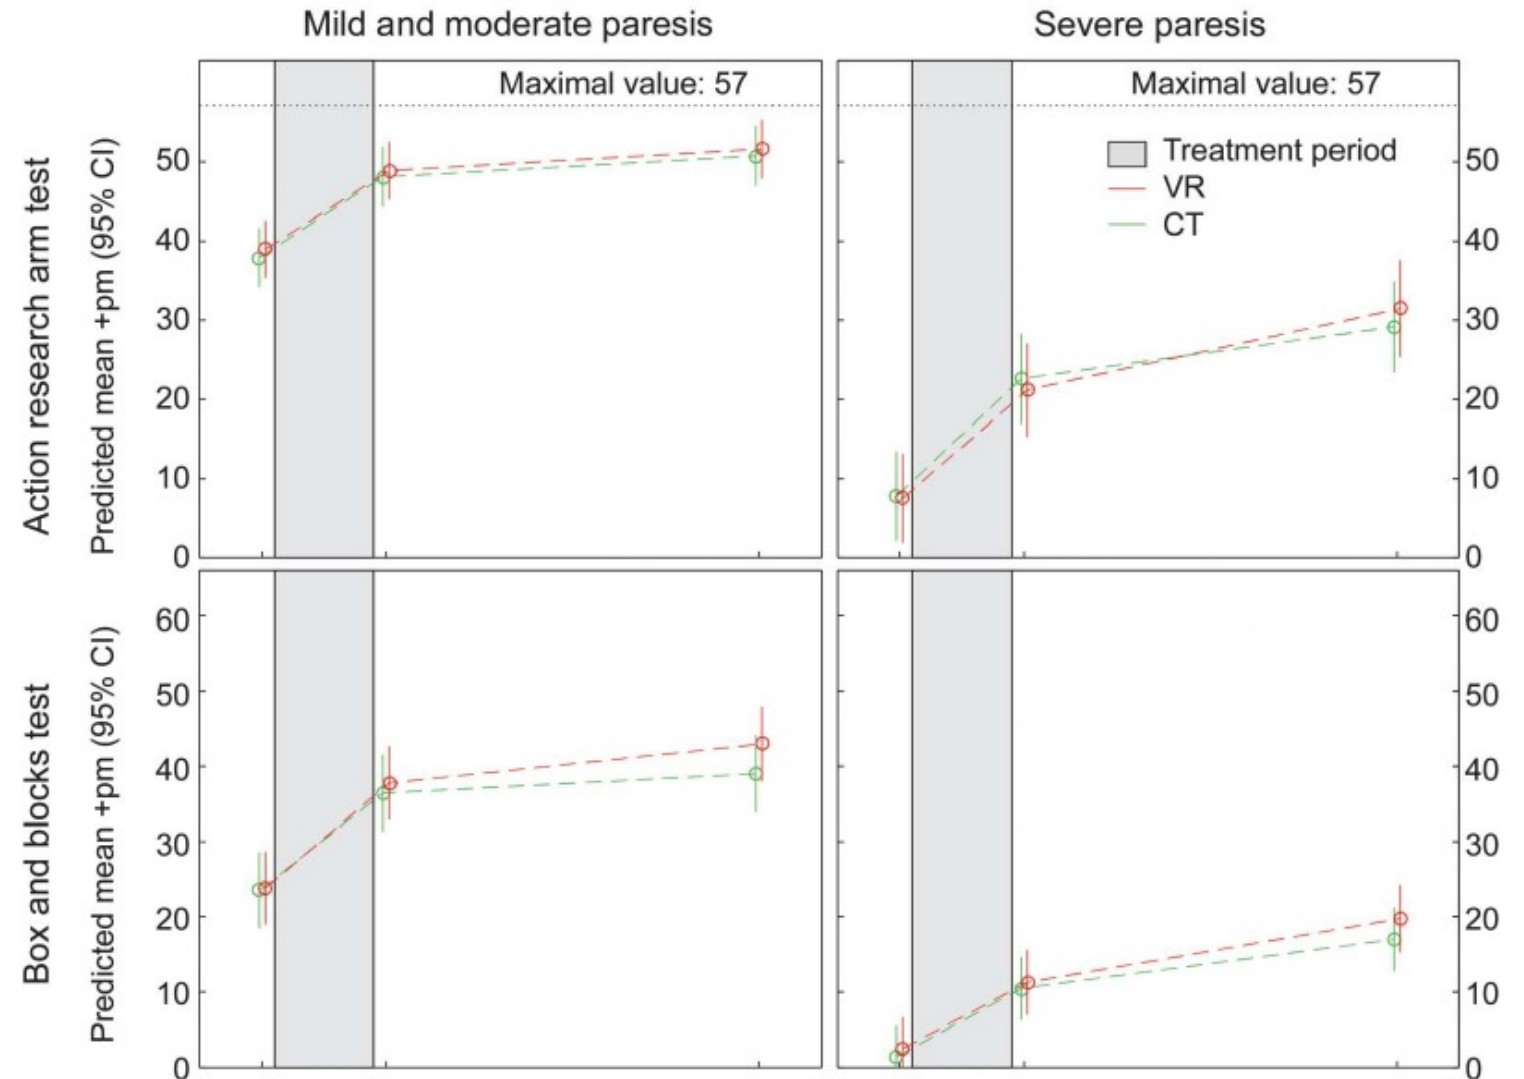 Mild and moderate paresis
Severe paresis
Maximal value: 57
Maximal value: 57
Treatment period
VR
CT
Action research arm test
Predicted mean +pm (95% CI)
50
40
30
20
10
0
50
40
30
20
10
0
Box and blocks test
Predicted mean +pm (95% CI)
60
50
40
30
20
10
0
60
50
40
30
20
10
0